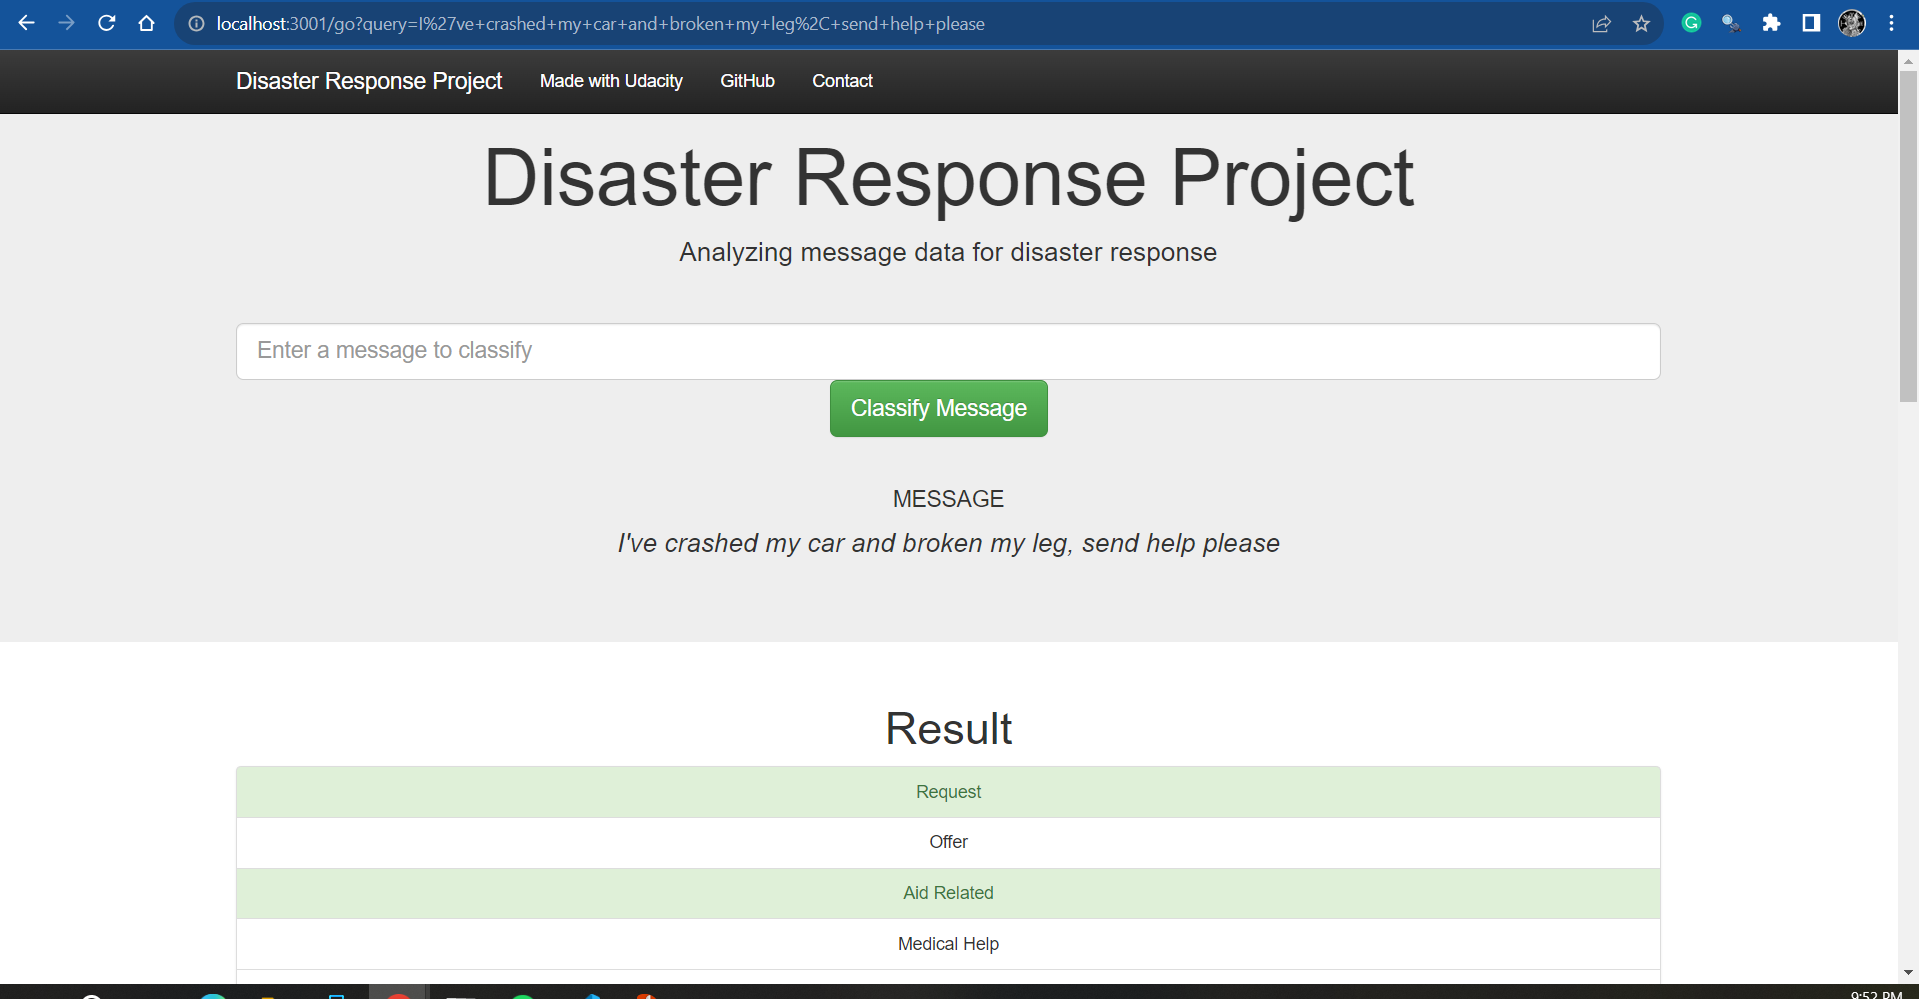 localhost:3001/go?query=I%27ve+crashed+my+car+and+broken+my+leg%2C+send+help+please
Disaster Response Project Made with Udacity GitHub Contact
Disaster Response Project
Analyzing message data for disaster response
Enter a message to classify
Classify Message
MESSAGE
I've crashed my car and broken my leg, send help please
Result
Request
Offer
Aid Related
Medical Help
9:52 PM